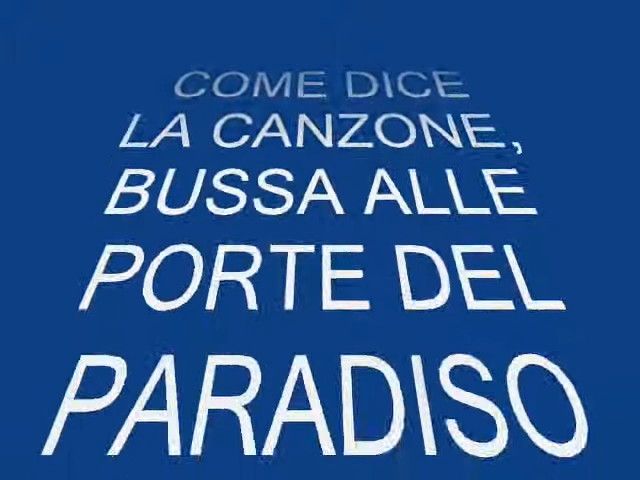 COME DICE
LA CANZONE,
BUSSA ALLE
PORTE DEL
PARADISO